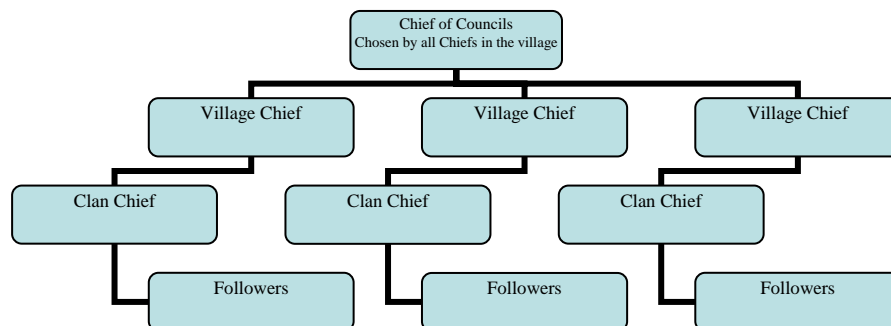 Chief of Councils
Chosen by all Chiefs in the village
Village Chief
Village Chief
Village Chief
Clan Chief
Clan Chief
Clan Chief
Followers
Followers
Followers